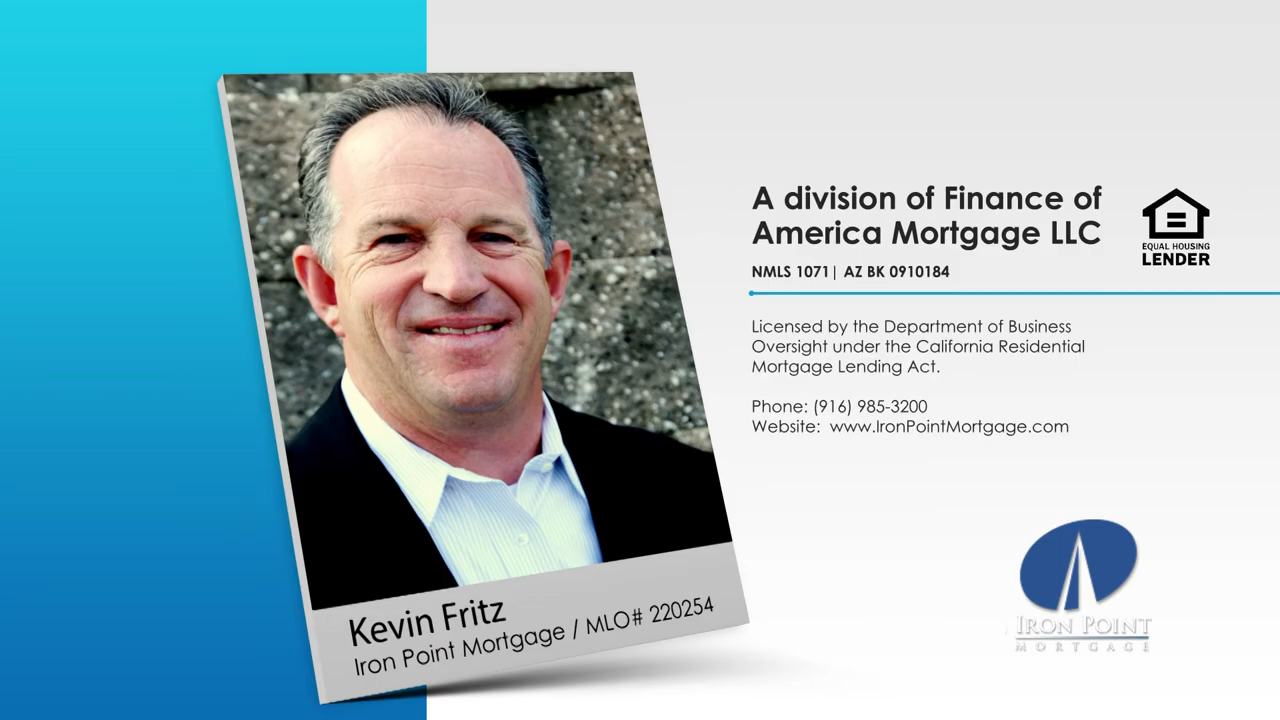 Kevin Fritz
Iron Point Mortgage / MLO# 220254
A division of Finance of
America Mortgage LLC
NMLS 1071| AZ BK 0910184
EQUAL HOUSING
LENDER
Licensed by the Department of Business
Oversight under the California Residential
Mortgage Lending Act.
Phone: (916) 985-3200
Website: www.IronPointMortgage.com
IRON POINT
MORTGAGE